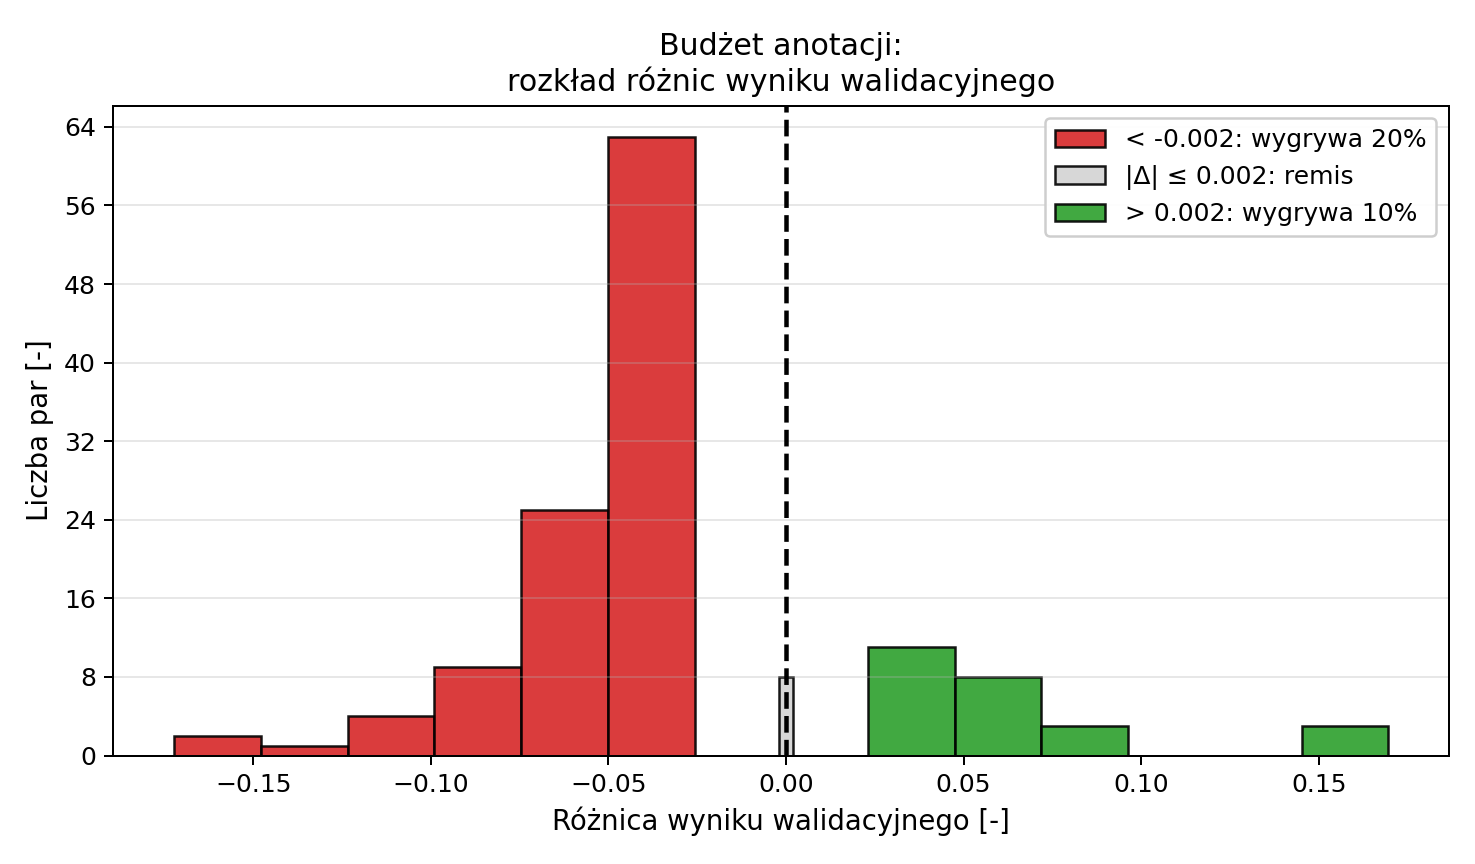 Budżet anotacji:
rozkład różnic wyniku walidacyjnego
< -0.002: wygrywa 20%
|Δ| ≤ 0.002: remis
> 0.002: wygrywa 10%
Liczba par [-]
64
56
48
40
32
24
16
8
0
−0.15
−0.10
−0.05
0.00
0.05
0.10
0.15
Różnica wyniku walidacyjnego [-]